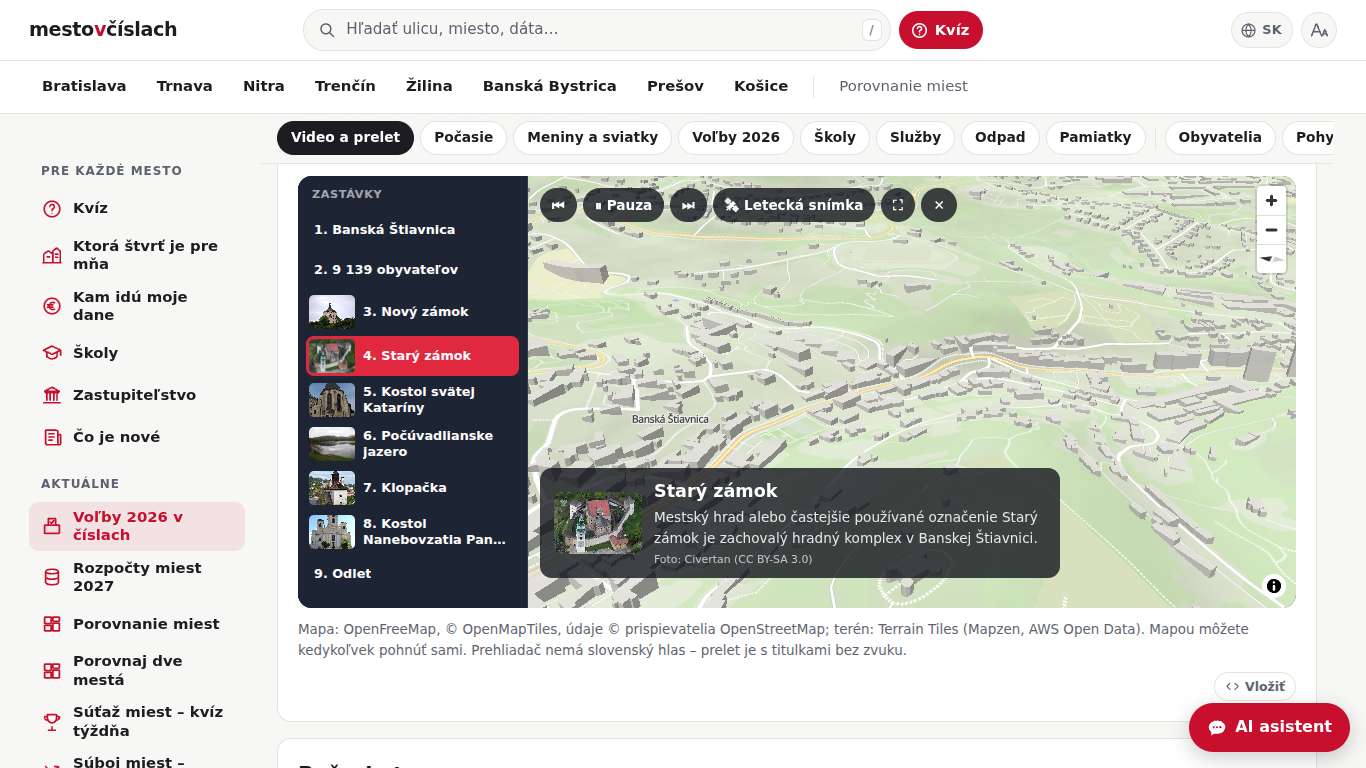 mestovčíslach
Hľadať ulicu, miesto, dáta…
/
Kvíz
SK
Bratislava
Trnava
Nitra
Trenčín
Žilina
Banská Bystrica
Prešov
Košice
Porovnanie miest
Video a prelet
Počasie
Meniny a sviatky
Voľby 2026
Školy
Služby
Odpad
Pamiatky
Obyvatelia
PRE KAŽDÉ MESTO
Kvíz
Ktorá štvrť je pre
mňa
Kam idú moje
dane
Školy
Zastupiteľstvo
Čo je nové
AKTUÁLNE
Voľby 2026 v
číslach
Rozpočty miest
2027
Porovnanie miest
Porovnaj dve
mestá
Súťaž miest – kvíz
týždňa
Súboj miest –
ZASTÁVKY
1. Banská Štiavnica
2. 9 139 obyvateľov
3. Nový zámok
4. Starý zámok
5. Kostol svätej
Kataríny
6. Počúvadlianske
jazero
7. Klopačka
8. Kostol
Nanebovzatia Pan…
9. Odlet
Pauza
Letecká snímka
Banská Štiavnica
Starý zámok
Mestský hrad alebo častejšie používané označenie Starý
zámok je zachovalý hradný komplex v Banskej Štiavnici.
Foto: Civertan (CC BY-SA 3.0)
Mapa: OpenFreeMap, © OpenMapTiles, údaje © prispievatelia OpenStreetMap; terén: Terrain Tiles (Mapzen, AWS Open Data). Mapou môžete
kedykoľvek pohnúť sami. Prehliadač nemá slovenský hlas – prelet je s titulkami bez zvuku.
Vložiť
AI asistent